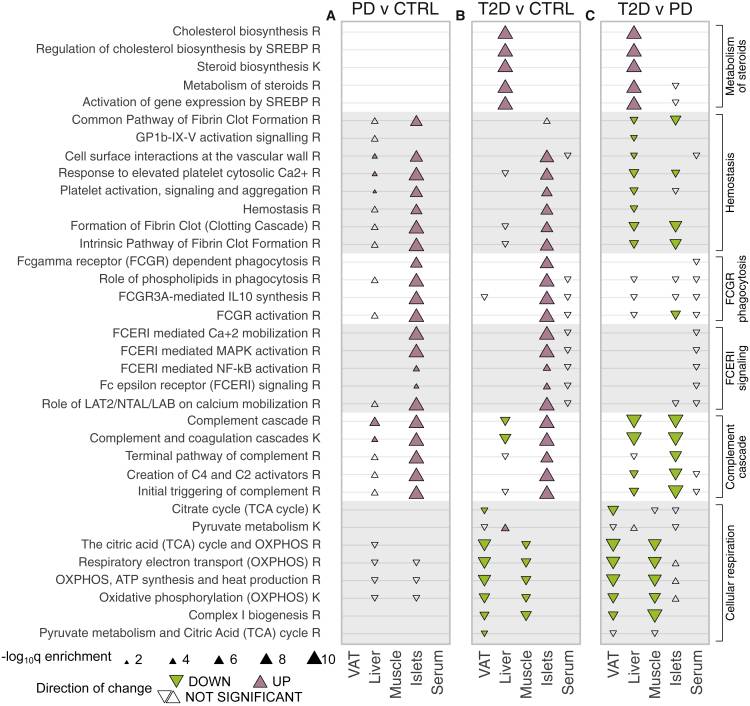 A PD v CTRL B T2D v CTRL C T2D v PD
Cholesterol biosynthesis R
Regulation of cholesterol biosynthesis by SREBP R
Steroid biosynthesis K
Metabolism of steroids R
Activation of gene expression by SREBP R
Metabolism
of steroids
Common Pathway of Fibrin Clot Formation R
GP1b-IX-V activation signalling R
Cell surface interactions at the vascular wall R
Response to elevated platelet cytosolic Ca2+ R
Platelet activation, signaling and aggregation R
Hemostasis R
Formation of Fibrin Clot (Clotting Cascade) R
Intrinsic Pathway of Fibrin Clot Formation R
Hemostasis
Fcgamma receptor (FCGR) dependent phagocytosis R
Role of phospholipids in phagocytosis R
FCGR3A-mediated IL10 synthesis R
FCGR activation R
FCGR
phagocytosis
FCERI mediated Ca+2 mobilization R
FCERI mediated MAPK activation R
FCERI mediated NF-kB activation R
Fc epsilon receptor (FCERI) signaling R
Role of LAT2/NTAL/LAB on calcium mobilization R
FCERI
signaling
Complement cascade R
Complement and coagulation cascades K
Terminal pathway of complement R
Creation of C4 and C2 activators R
Initial triggering of complement R
Complement
cascade
Citrate cycle (TCA cycle) K
Pyruvate metabolism K
The citric acid (TCA) cycle and OXPHOS R
Respiratory electron transport (OXPHOS) R
OXPHOS, ATP synthesis and heat production R
Oxidative phosphorylation (OXPHOS) K
Complex I biogenesis R
Pyruvate metabolism and Citric Acid (TCA) cycle R
Cellular respiration
VAT Liver Muscle Islets Serum VAT Liver Muscle Islets Serum VAT Liver Muscle Islets Serum
-log10q enrichment 2 4 6 8 10
Direction of change DOWN UP
NOT SIGNIFICANT